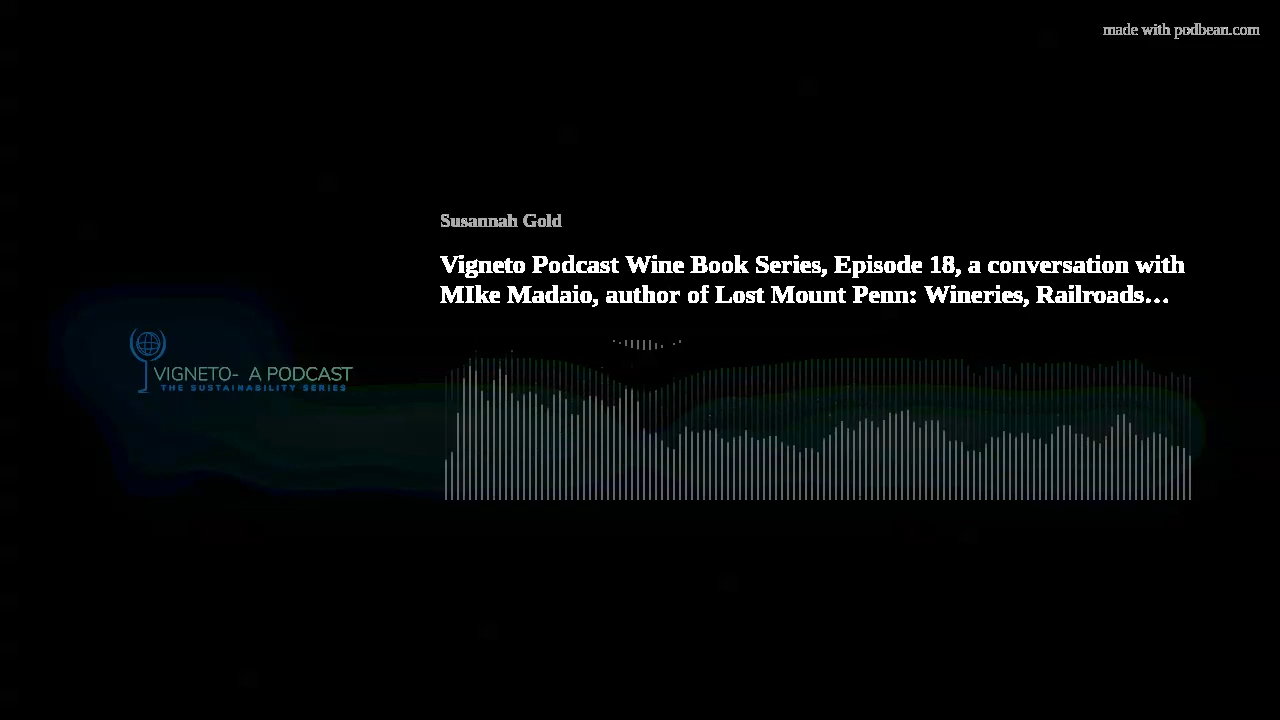 made with podbean.com
Susannah Gold
Vigneto Podcast Wine Book Series, Episode 18, a conversation with
MIke Madaio, author of Lost Mount Penn: Wineries, Railroads...
VIGNETO- A PODCAST
THE SUSTAINABILITY SERIES